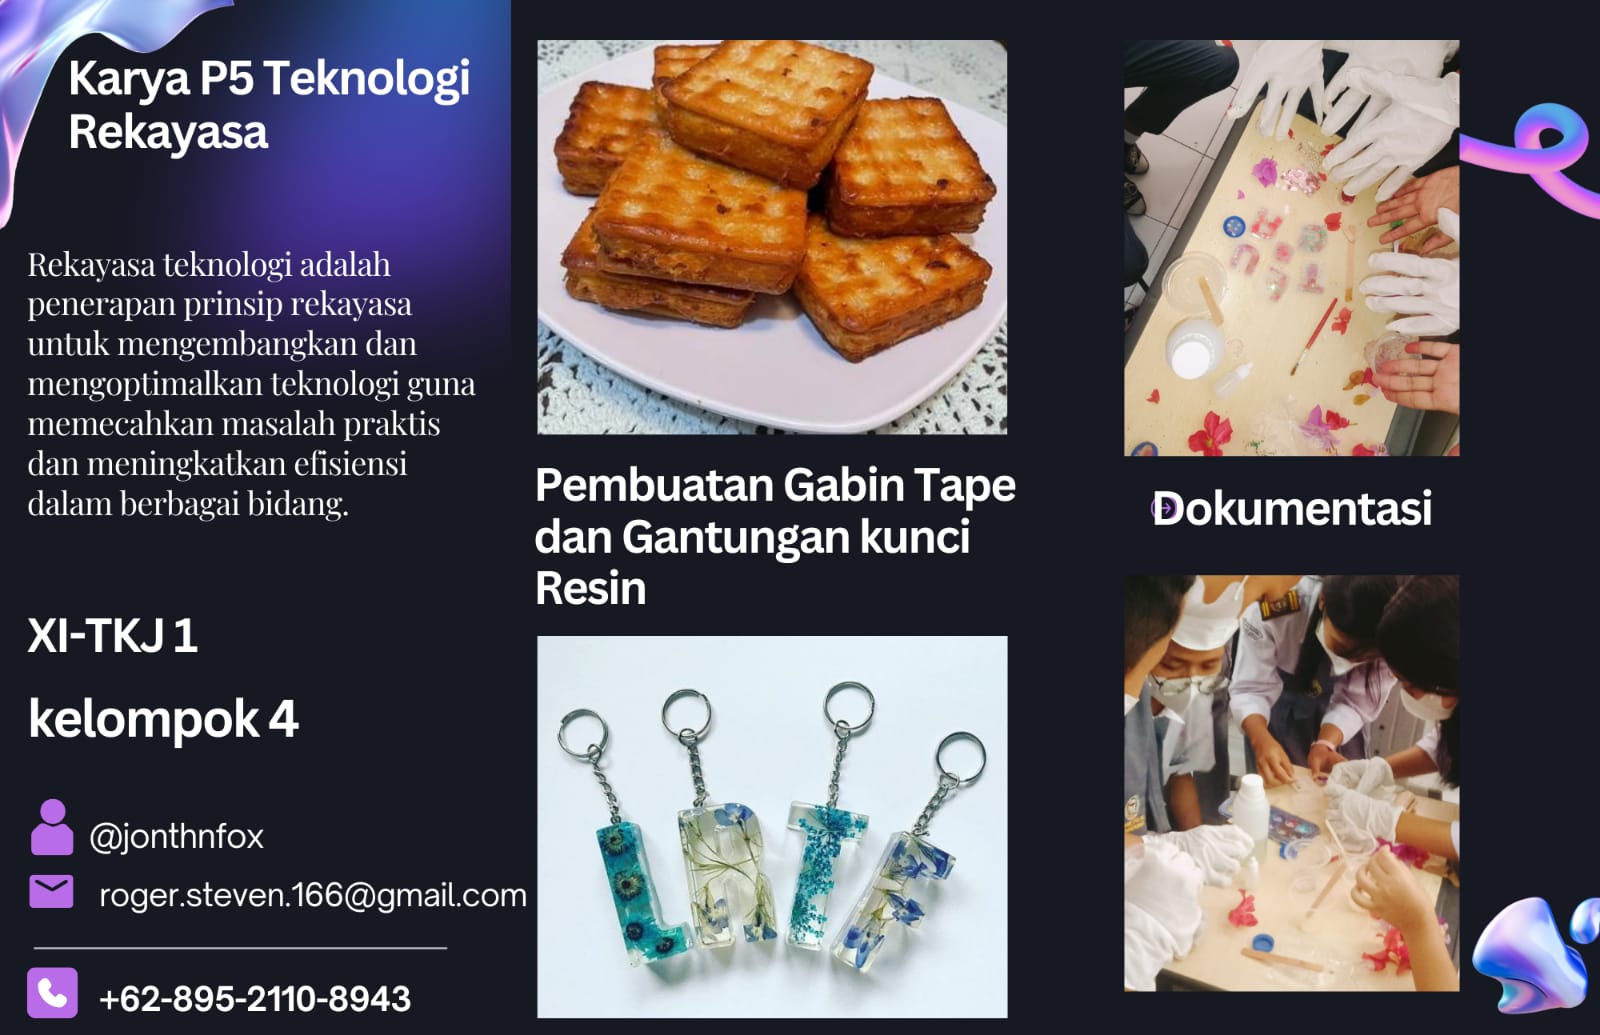 Karya P5 Teknologi
Rekayasa
Rekayasa teknologi adalah
penerapan prinsip rekayasa
untuk mengembangkan dan
mengoptimalkan teknologi guna
memecahkan masalah praktis
dan meningkatkan efisiensi
dalam berbagai bidang.
XI-TKJ 1
kelompok 4
@jonthnfox
roger.steven.166@gmail.com
+62-895-2110-8943
Pembuatan Gabin Tape
dan Gantungan kunci
Resin
L R T F
Dokumentasi